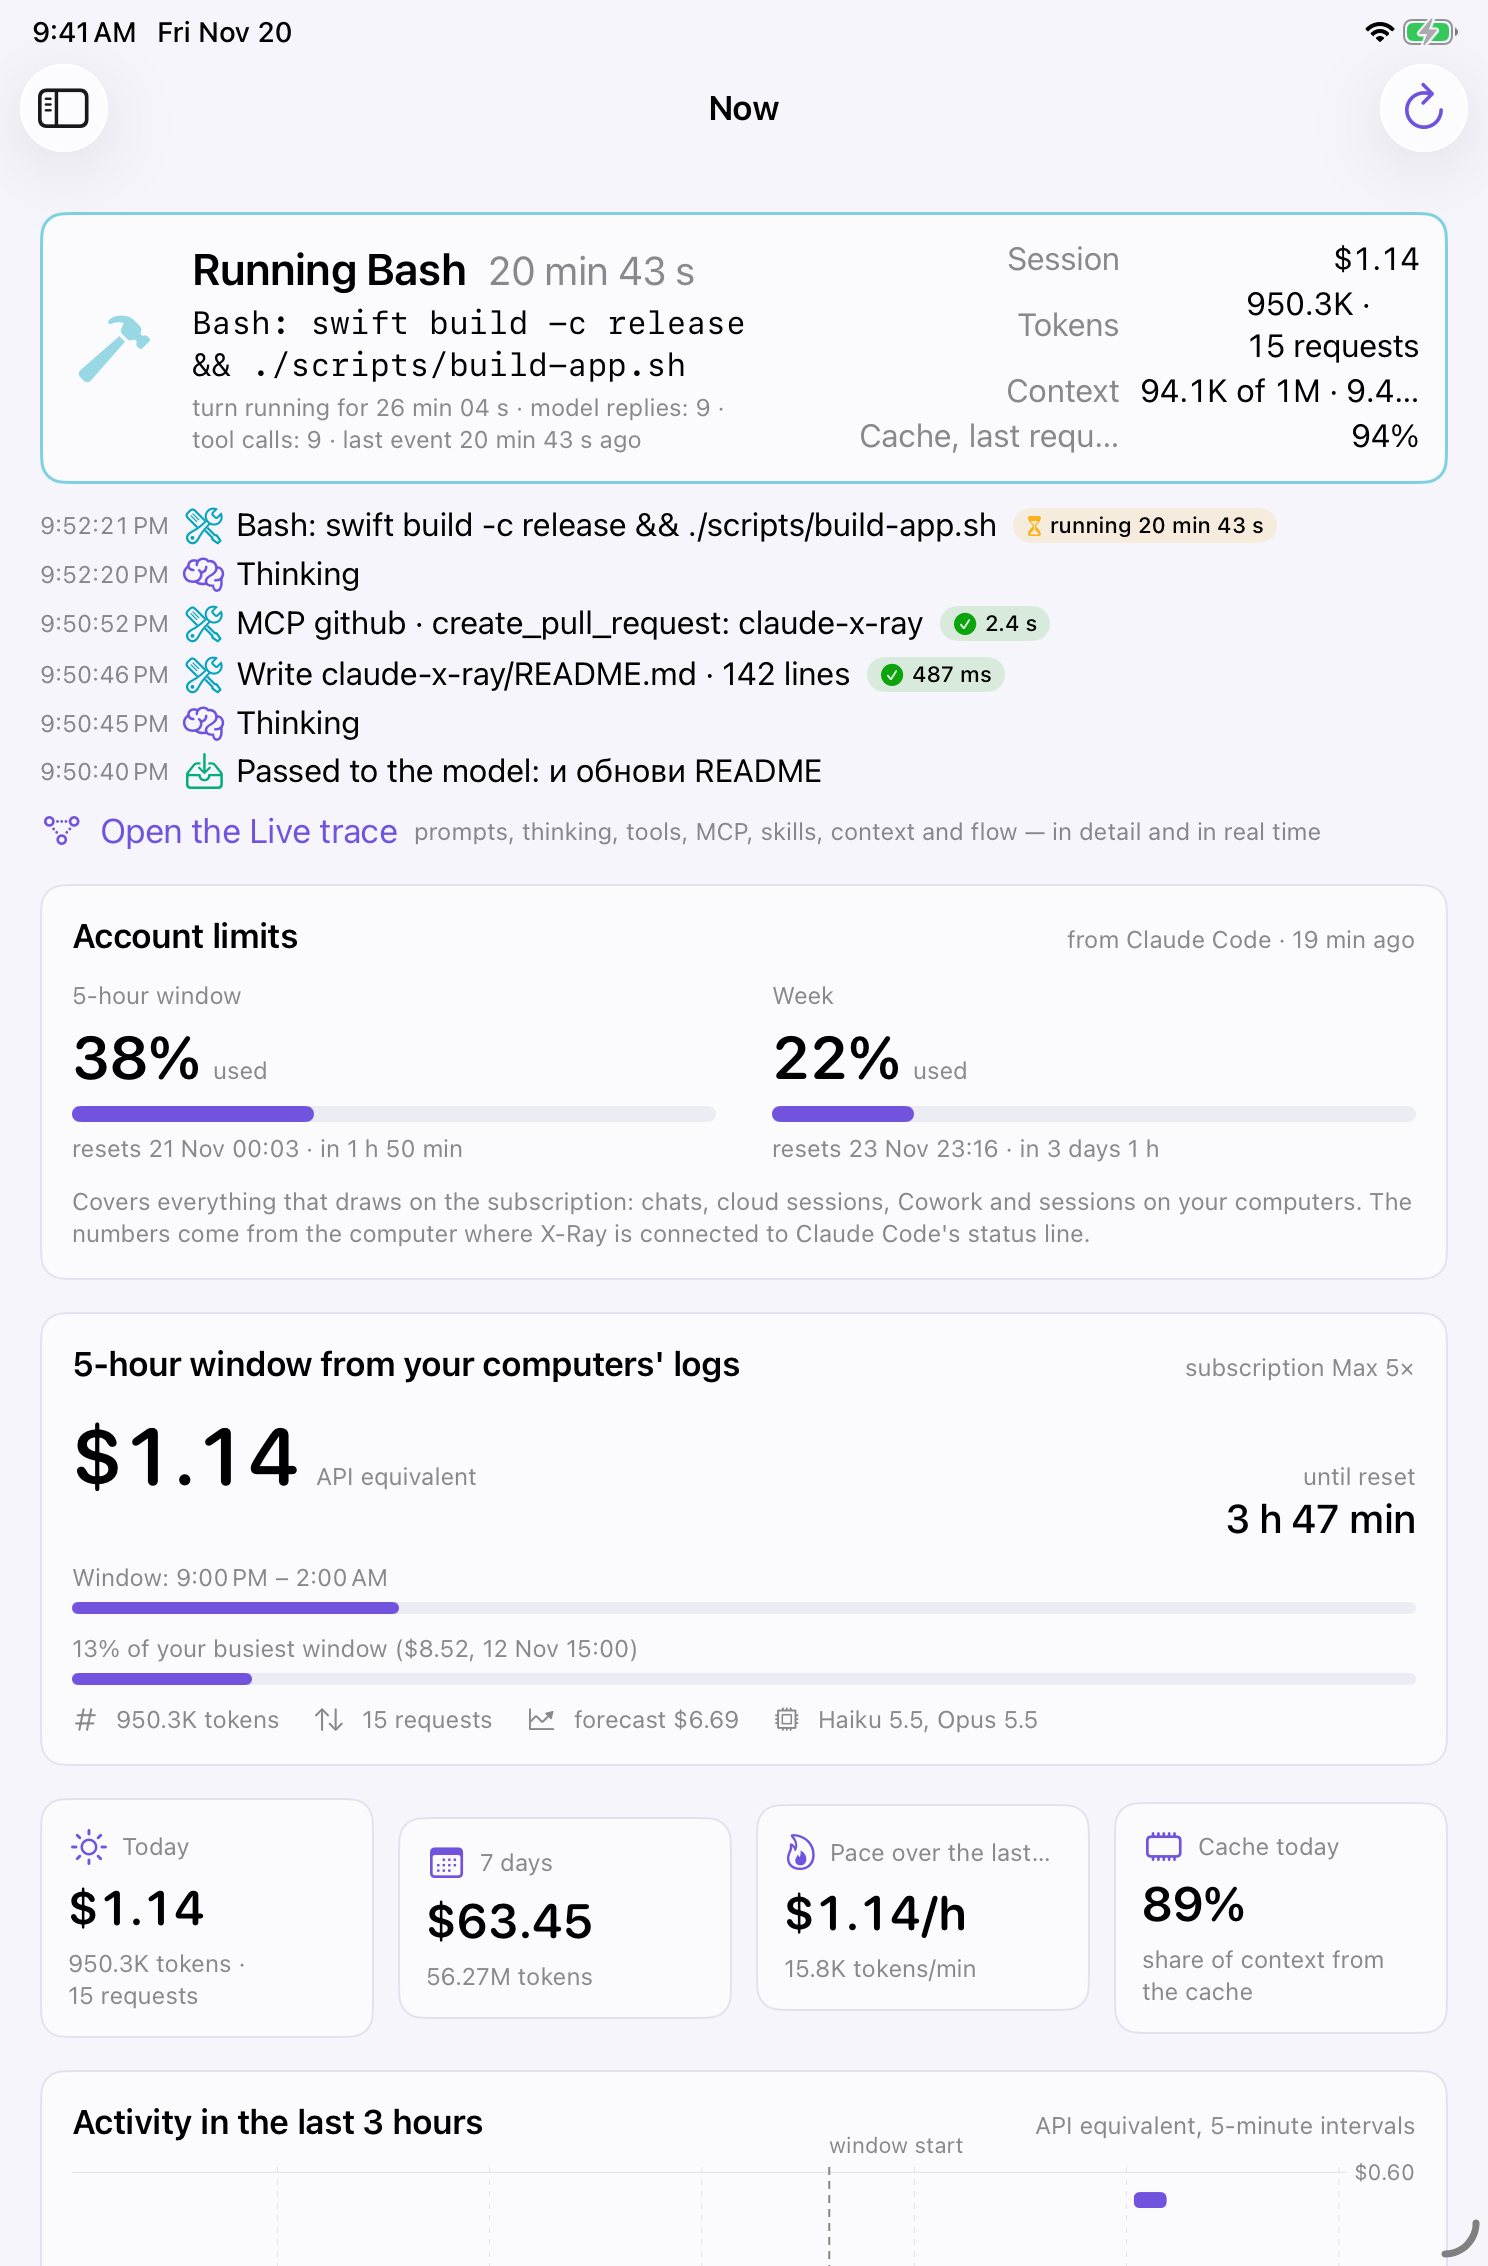 9:41 AM Fri Nov 20
Now
Running Bash 20 min 43 s
Bash: swift build -c release
&& ./scripts/build-app.sh
turn running for 26 min 04 s · model replies: 9 ·
tool calls: 9 · last event 20 min 43 s ago
Session $1.14
Tokens 950.3K ·
15 requests
Context 94.1K of 1M · 9.4...
Cache, last requ... 94%
9:52:21 PM Bash: swift build -c release && ./scripts/build-app.sh running 20 min 43 s
9:52:20 PM Thinking
9:50:52 PM MCP github · create_pull_request: claude-x-ray 2.4 s
9:50:46 PM Write claude-x-ray/README.md · 142 lines 487 ms
9:50:45 PM Thinking
9:50:40 PM Passed to the model: и обнови README
Open the Live trace prompts, thinking, tools, MCP, skills, context and flow — in detail and in real time
Account limits from Claude Code · 19 min ago
5-hour window Week
38% used 22% used
resets 21 Nov 00:03 · in 1 h 50 min resets 23 Nov 23:16 · in 3 days 1 h
Covers everything that draws on the subscription: chats, cloud sessions, Cowork and sessions on your computers. The
numbers come from the computer where X-Ray is connected to Claude Code's status line.
5-hour window from your computers' logs subscription Max 5×
$1.14 API equivalent until reset
3 h 47 min
Window: 9:00 PM – 2:00 AM
13% of your busiest window ($8.52, 12 Nov 15:00)
# 950.3K tokens 15 requests forecast $6.69 Haiku 5.5, Opus 5.5
Today
$1.14
950.3K tokens ·
15 requests
7 days
$63.45
56.27M tokens
Pace over the last...
$1.14/h
15.8K tokens/min
Cache today
89%
share of context from
the cache
Activity in the last 3 hours API equivalent, 5-minute intervals
window start
$0.60